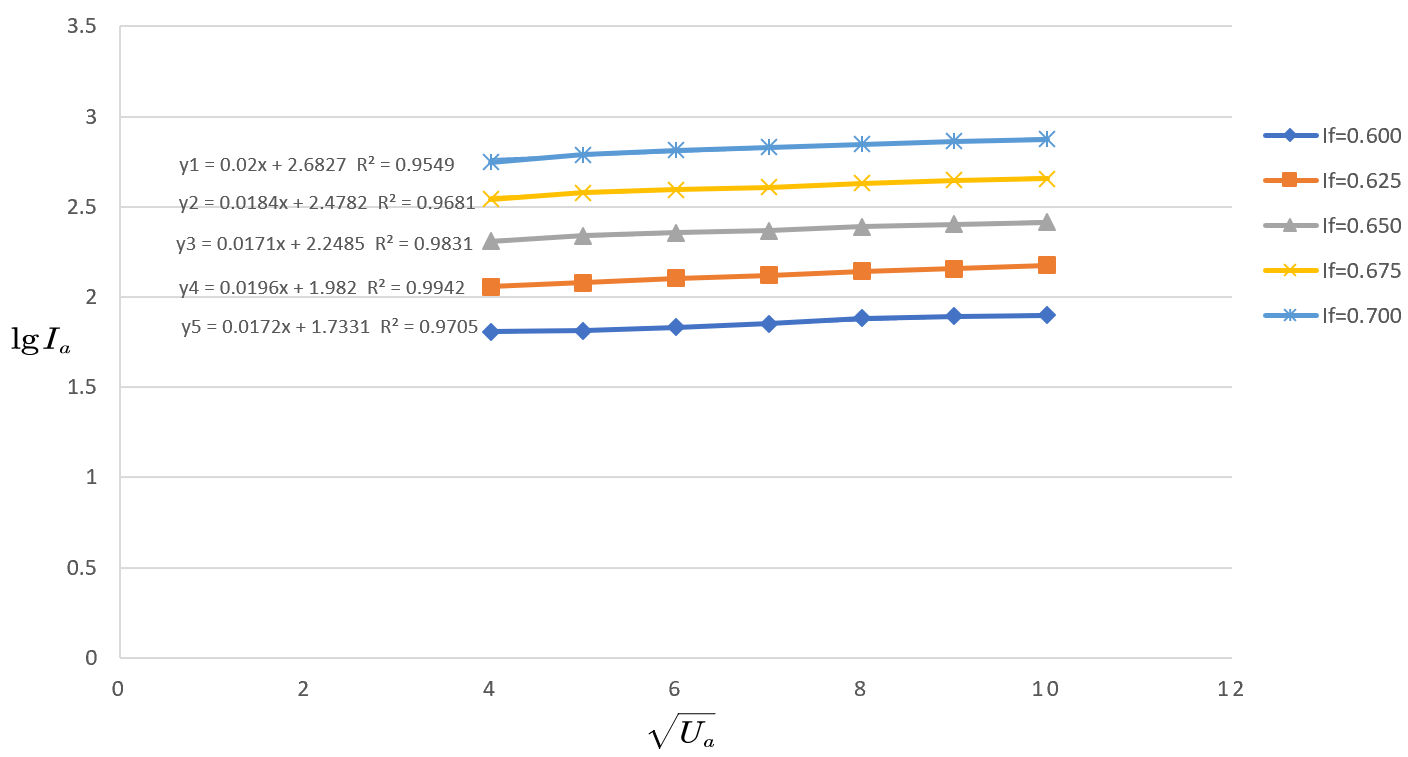 3.5
3
2.5
2
1.5
1
0.5
0
lg I_a
y1 = 0.02x + 2.6827 R² = 0.9549
y2 = 0.0184x + 2.4782 R² = 0.9681
y3 = 0.0171x + 2.2485 R² = 0.9831
y4 = 0.0196x + 1.982 R² = 0.9942
y5 = 0.0172x + 1.7331 R² = 0.9705
0 2 4 6 8 10 12
√U_a
If=0.600
If=0.625
If=0.650
If=0.675
If=0.700